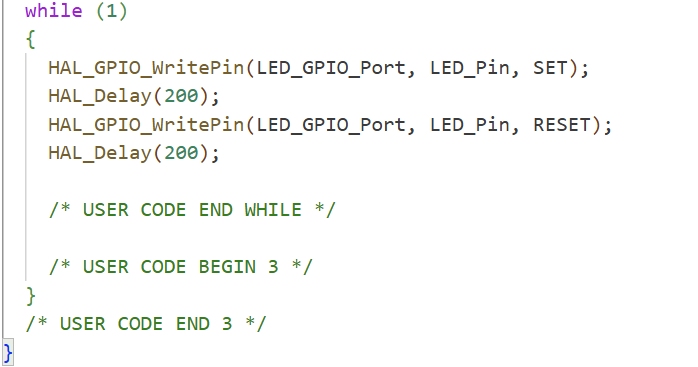 while (1)
{
HAL_GPIO_WritePin(LED_GPIO_Port, LED_Pin, SET);
HAL_Delay(200);
HAL_GPIO_WritePin(LED_GPIO_Port, LED_Pin, RESET);
HAL_Delay(200);
/* USER CODE END WHILE */
/* USER CODE BEGIN 3 */
}
/* USER CODE END 3 */
}